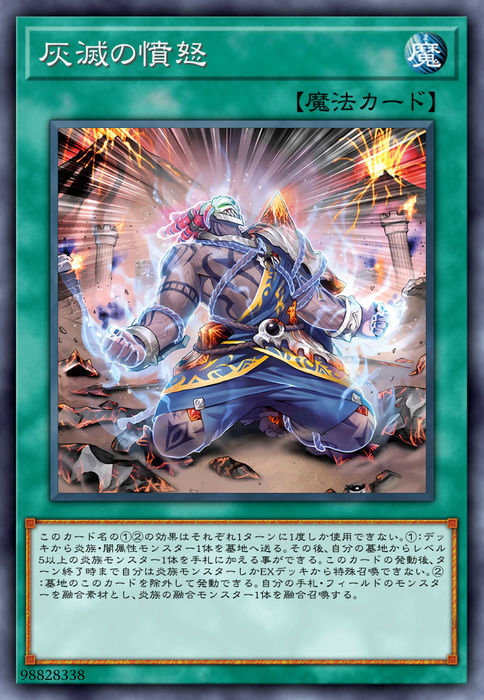 灰滅の憤怒
魔
【魔法カード】
このカード名の①②の効果はそれぞれ1ターンに1度しか使用できない。①：デッ
キから炎族・闇属性モンスター1体を墓地へ送る。その後、自分の墓地からレベル
5以上の炎族モンスター1体を手札に加える事ができる。このカードの発動後、ター
ン終了時まで自分は炎族モンスターしかEXデッキから特殊召喚できない。②
：墓地のこのカードを除外して発動できる。自分の手札・フィールドのモンスタ
ーを融合素材とし、炎族の融合モンスター1体を融合召喚する。
98828338